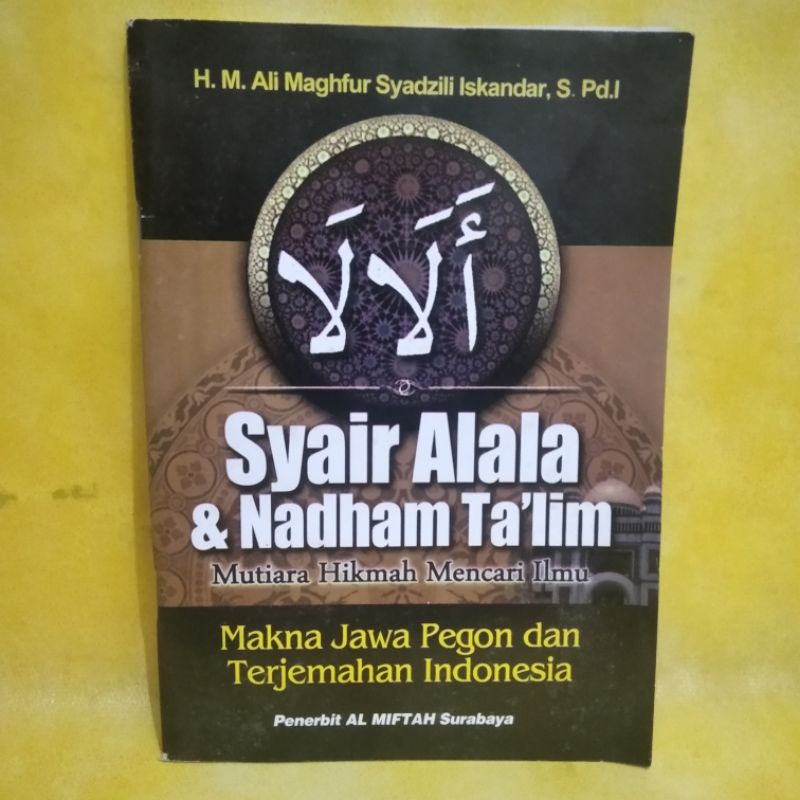 H. M. Ali Maghfur Syadzili Iskandar, S. Pd.I
أَلَالَا
Syair Alala
& Nadham Ta'lim
Mutiara Hikmah Mencari Ilmu
Makna Jawa Pegon dan
Terjemahan Indonesia
Penerbit AL MIFTAH Surabaya